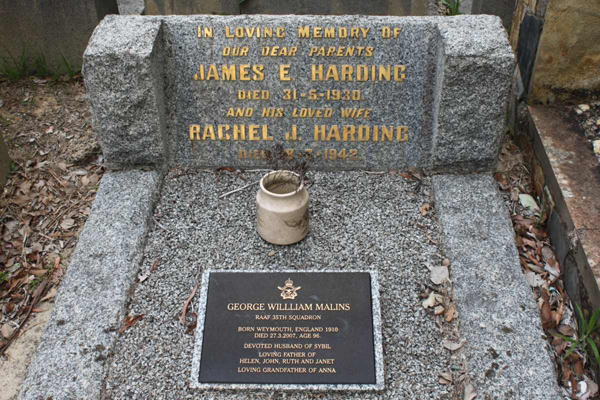 IN LOVING MEMORY OF
OUR DEAR PARENTS
JAMES E. HARDING
DIED 31-5-1930
AND HIS LOVED WIFE
RACHEL J. HARDING
DIED 1942
GEORGE WILLLIAM MALINS
RAAF 35TH SQUADRON
BORN WEYMOUTH, ENGLAND 1910
DIED 27.3.2007, AGE 96.
DEVOTED HUSBAND OF SYBIL
LOVING FATHER OF
HELEN, JOHN, RUTH AND JANET
LOVING GRANDFATHER OF ANNA